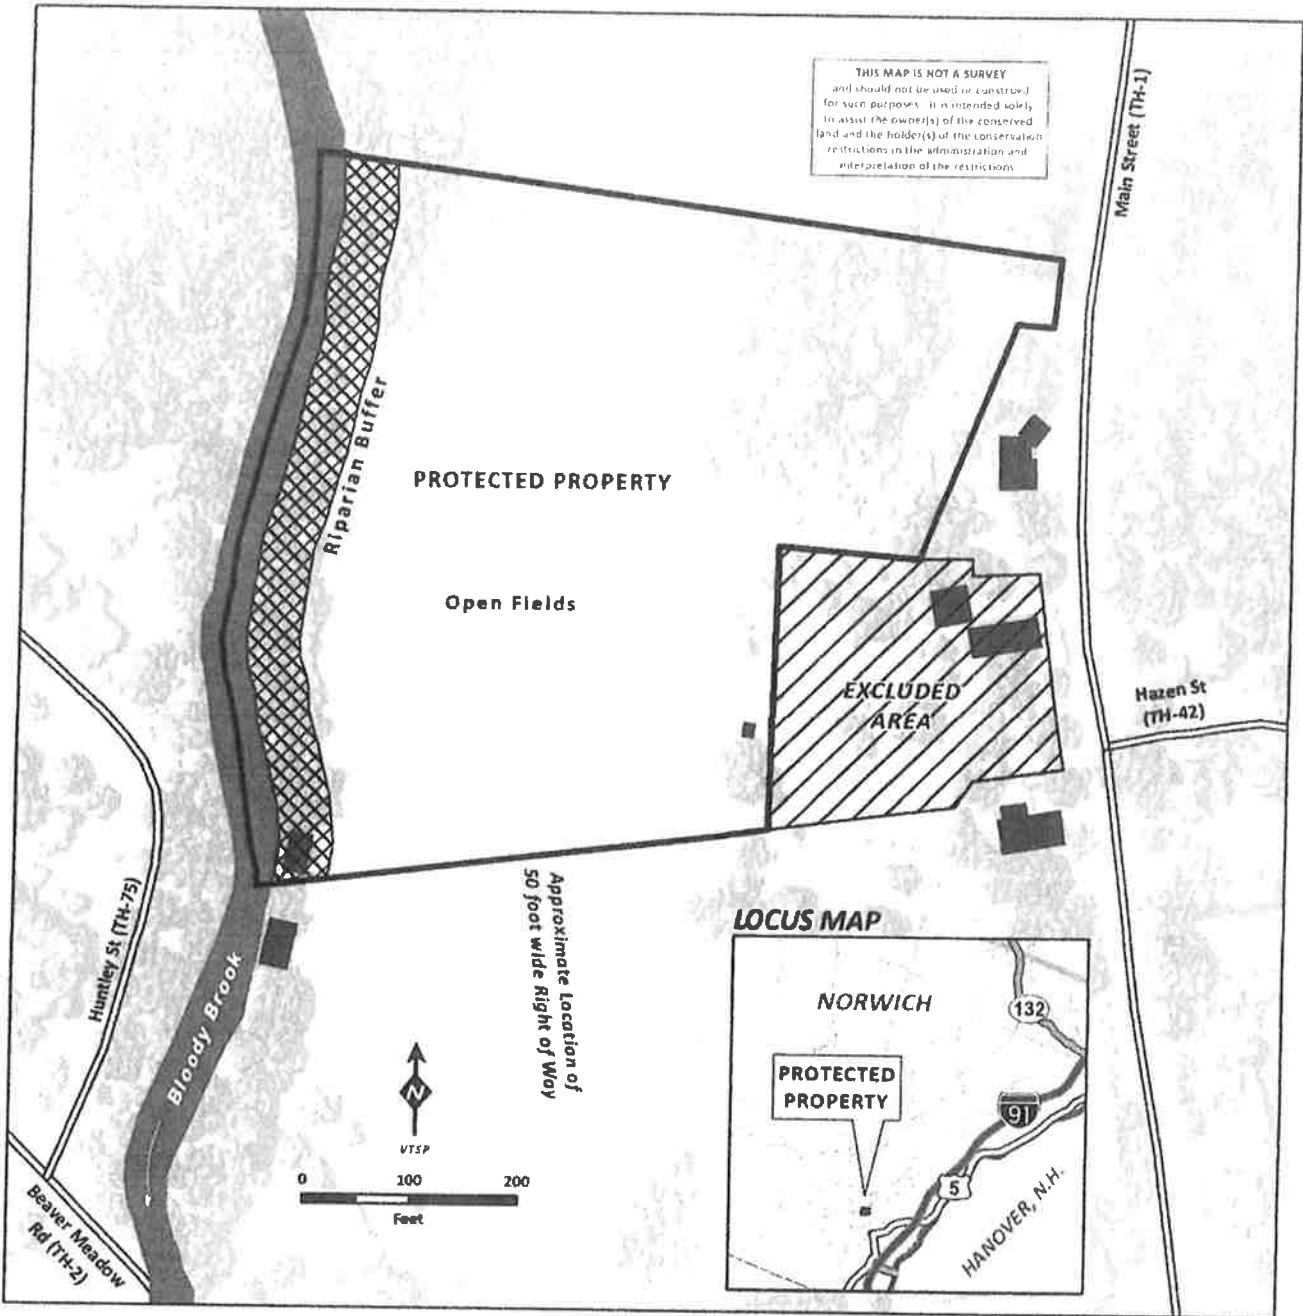 THIS MAP IS NOT A SURVEY
and should not be used or construed
for such purposes. It is intended solely
to assist the owner(s) of the conserved
land and the holder(s) of the conservation
restrictions in the administration and
interpretation of the restrictions
Main Street (TH-1)
Riparian Buffer
PROTECTED PROPERTY
Open Fields
EXCLUDED
AREA
Hazen St
(TH-42)
Huntley St (TH-75)
Bloody Brook
Approximate Location of
50 foot wide Right of Way
Beaver Meadow
Rd (TH-2)
N
VTSP
0 100 200
Feet
LOCUS MAP
NORWICH
132
PROTECTED
PROPERTY
91
5
HANOVER, N.H.